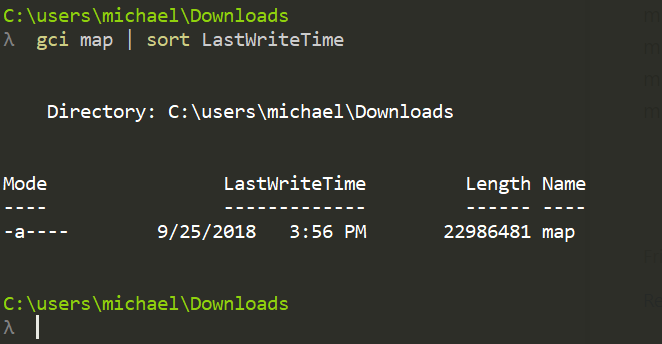 C:\users\michael\Downloads
λ  gci map | sort LastWriteTime
    Directory: C:\users\michael\Downloads
Mode                LastWriteTime         Length Name
----                -------------         ------ ----
-a----        9/25/2018   3:56 PM       22986481 map
C:\users\michael\Downloads
λ